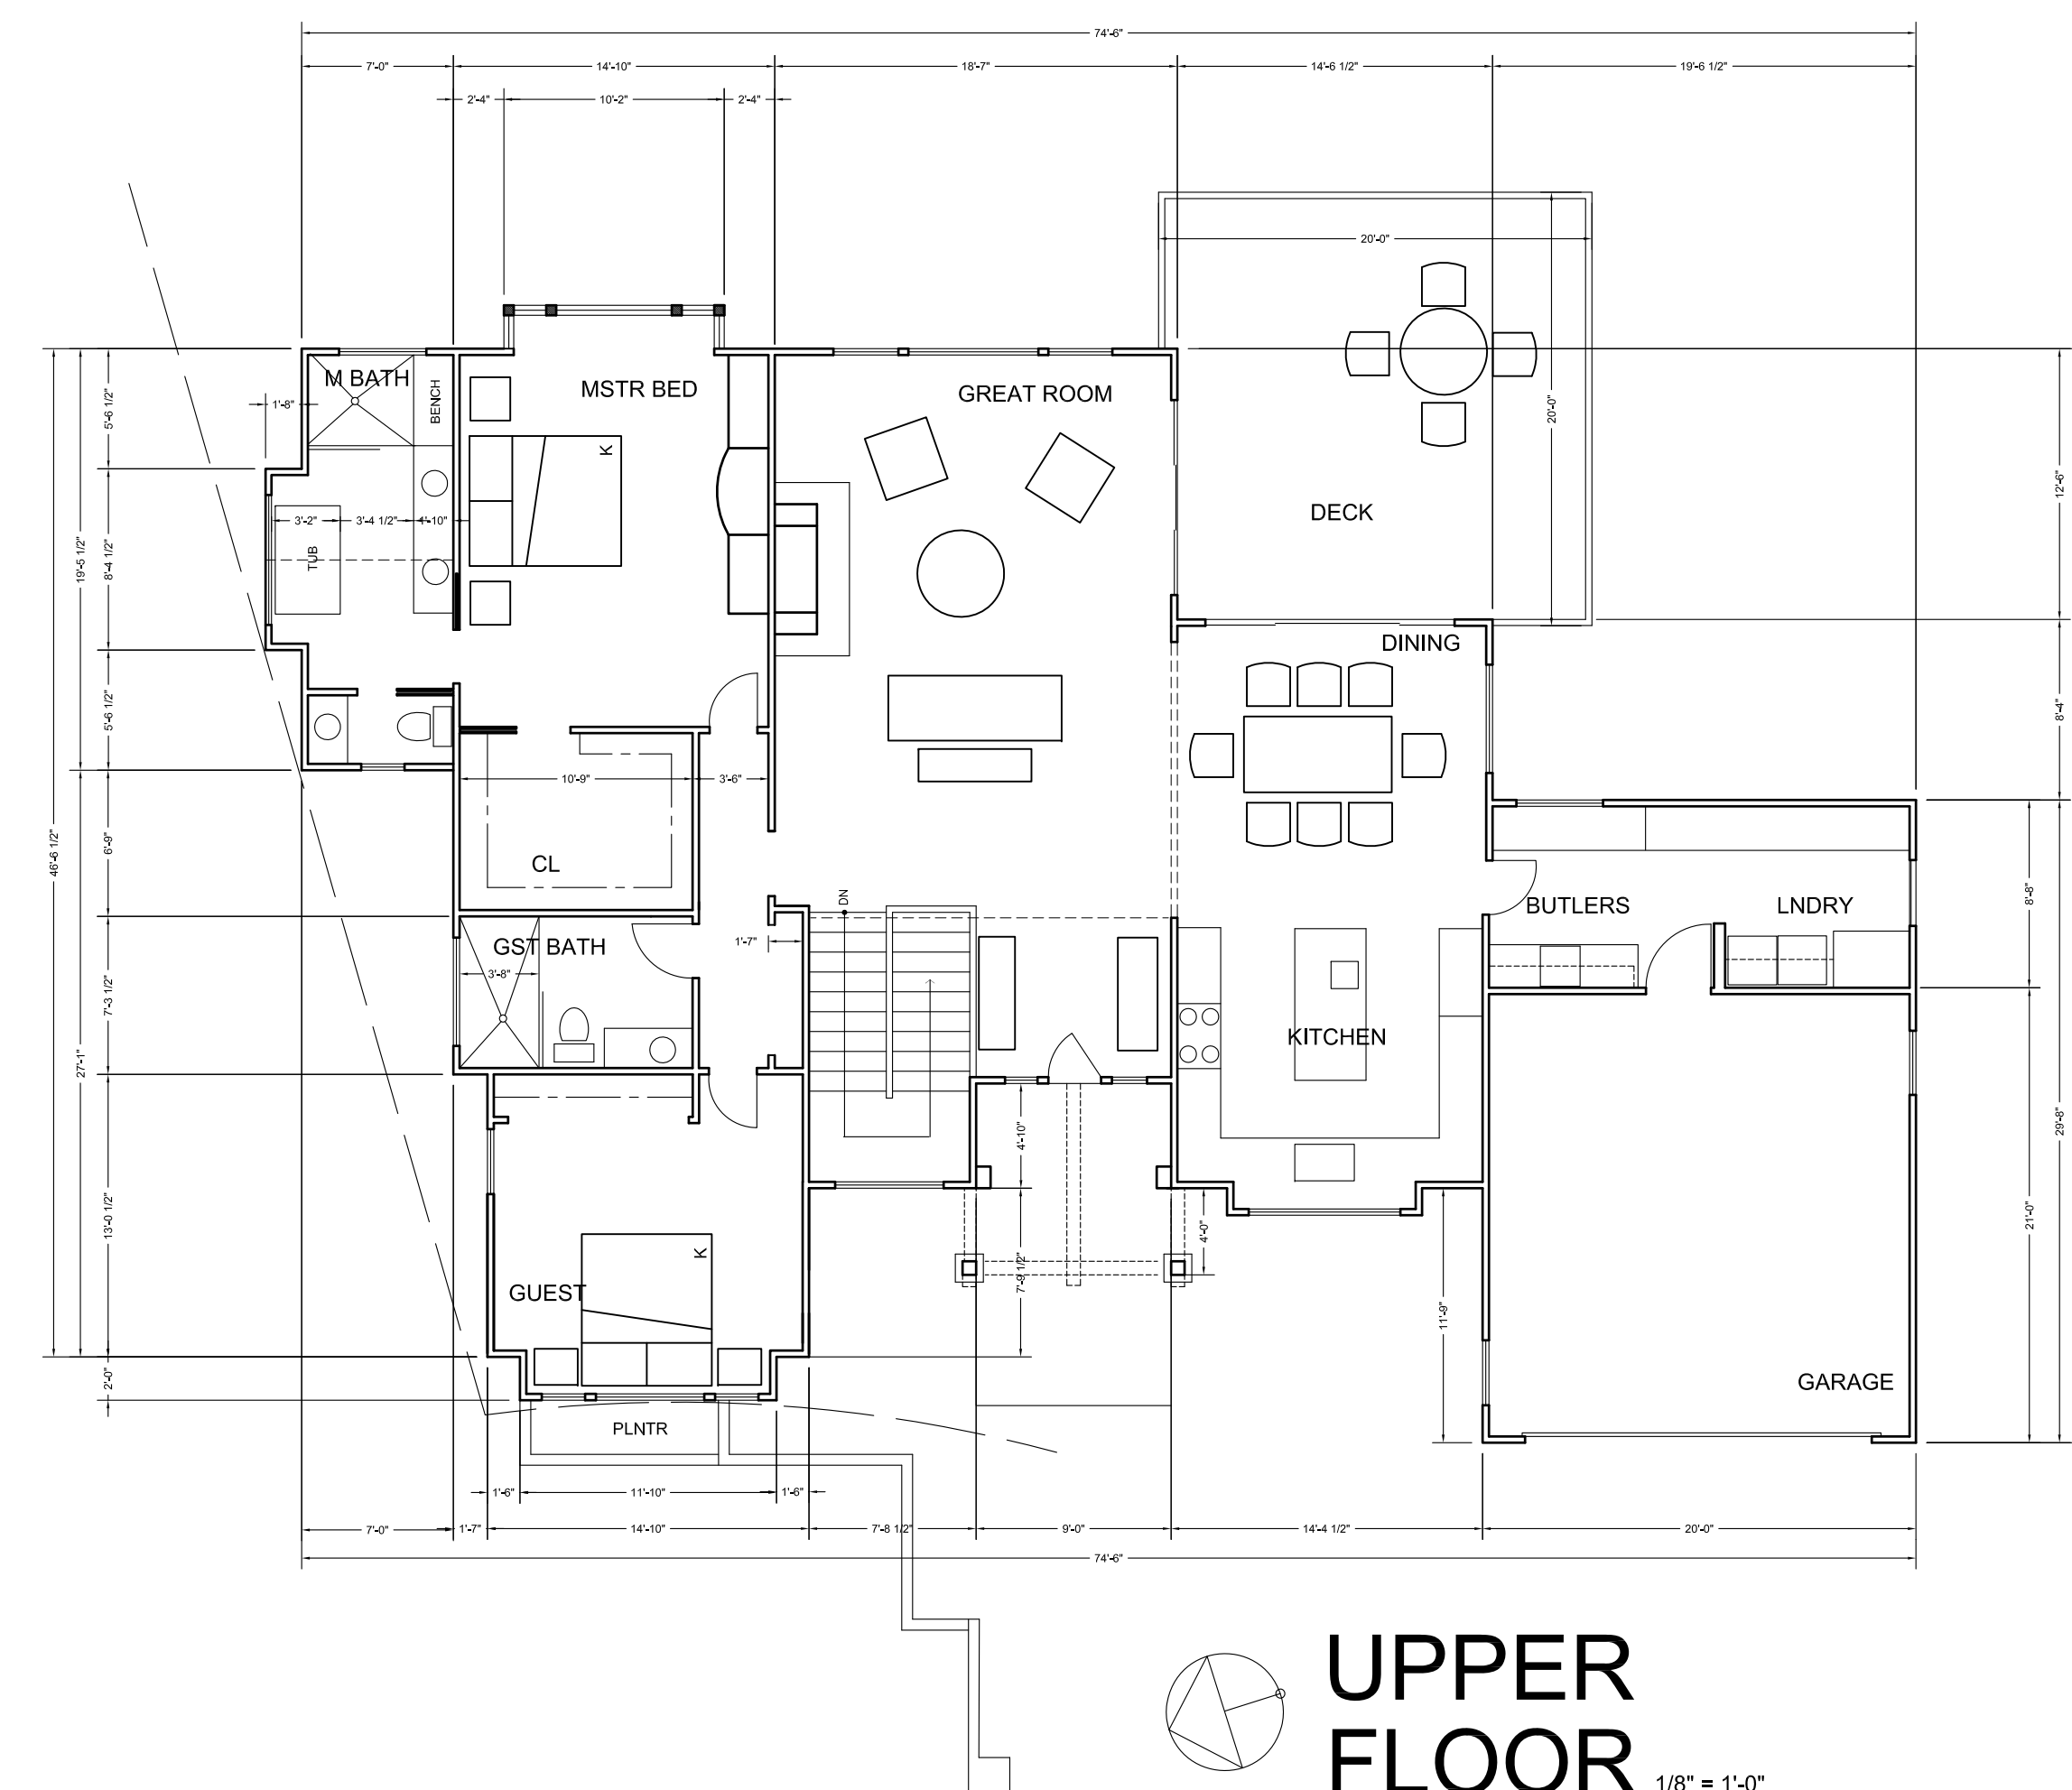 74'-6"
7'-0" 14'-10" 18'-7" 14'-6 1/2" 19'-6 1/2"
2'-4" 10'-2" 2'-4"
20'-0"
20'-0"
M BATH
BENCH
MSTR BED
GREAT ROOM
1'-8"
5'-6 1/2"
K
12'-6"
DECK
3'-2" 3'-4 1/2" 1'-10"
TUB
19'-5 1/2"
8'-4 1/2"
DINING
5'-6 1/2"
8'-4"
10'-9" 3'-6"
46'-6 1/2"
6'-9"
CL
DN
BUTLERS
LNDRY
8'-8"
GST BATH
1'-7"
3'-8"
7'-3 1/2"
KITCHEN
27'-1"
4'-10"
29'-8"
13'-0 1/2"
4'-0"
21'-0"
K
7'-9 1/2"
GUEST
11'-9"
2'-0"
GARAGE
PLNTR
1'-6" 11'-10" 1'-6"
7'-0" 1'-7" 14'-10" 7'-8 1/2" 9'-0" 14'-4 1/2" 20'-0"
74'-6"
UPPER
FLOOR 1/8" = 1'-0"